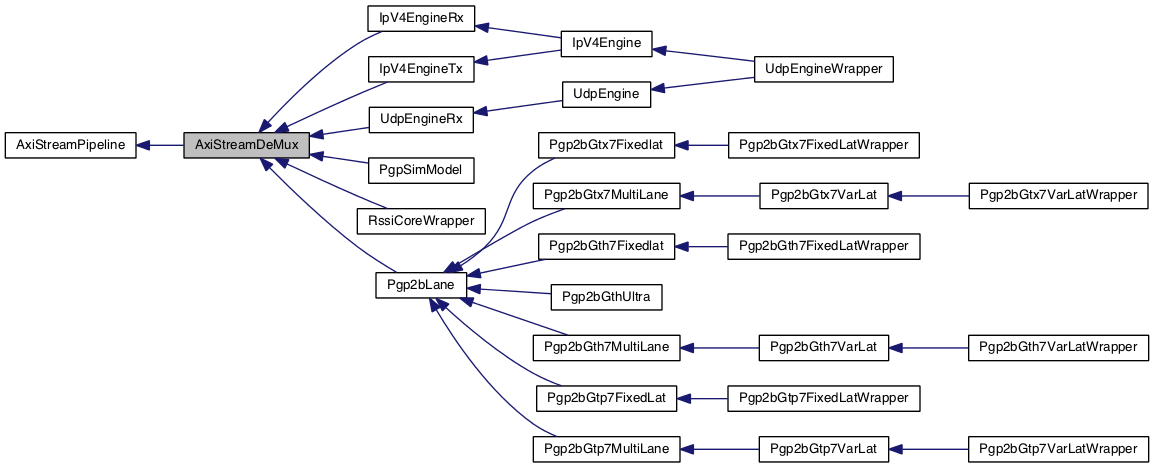 IpV4EngineRx
IpV4Engine
IpV4EngineTx
UdpEngineWrapper
UdpEngine
UdpEngineRx
AxiStreamPipeline
AxiStreamDeMux
Pgp2bGtx7Fixedlat
Pgp2bGtx7FixedLatWrapper
PgpSimModel
Pgp2bGtx7MultiLane
Pgp2bGtx7VarLat
Pgp2bGtx7VarLatWrapper
RssiCoreWrapper
Pgp2bGth7Fixedlat
Pgp2bGth7FixedLatWrapper
Pgp2bLane
Pgp2bGthUltra
Pgp2bGth7MultiLane
Pgp2bGth7VarLat
Pgp2bGth7VarLatWrapper
Pgp2bGtp7FixedLat
Pgp2bGtp7FixedLatWrapper
Pgp2bGtp7MultiLane
Pgp2bGtp7VarLat
Pgp2bGtp7VarLatWrapper